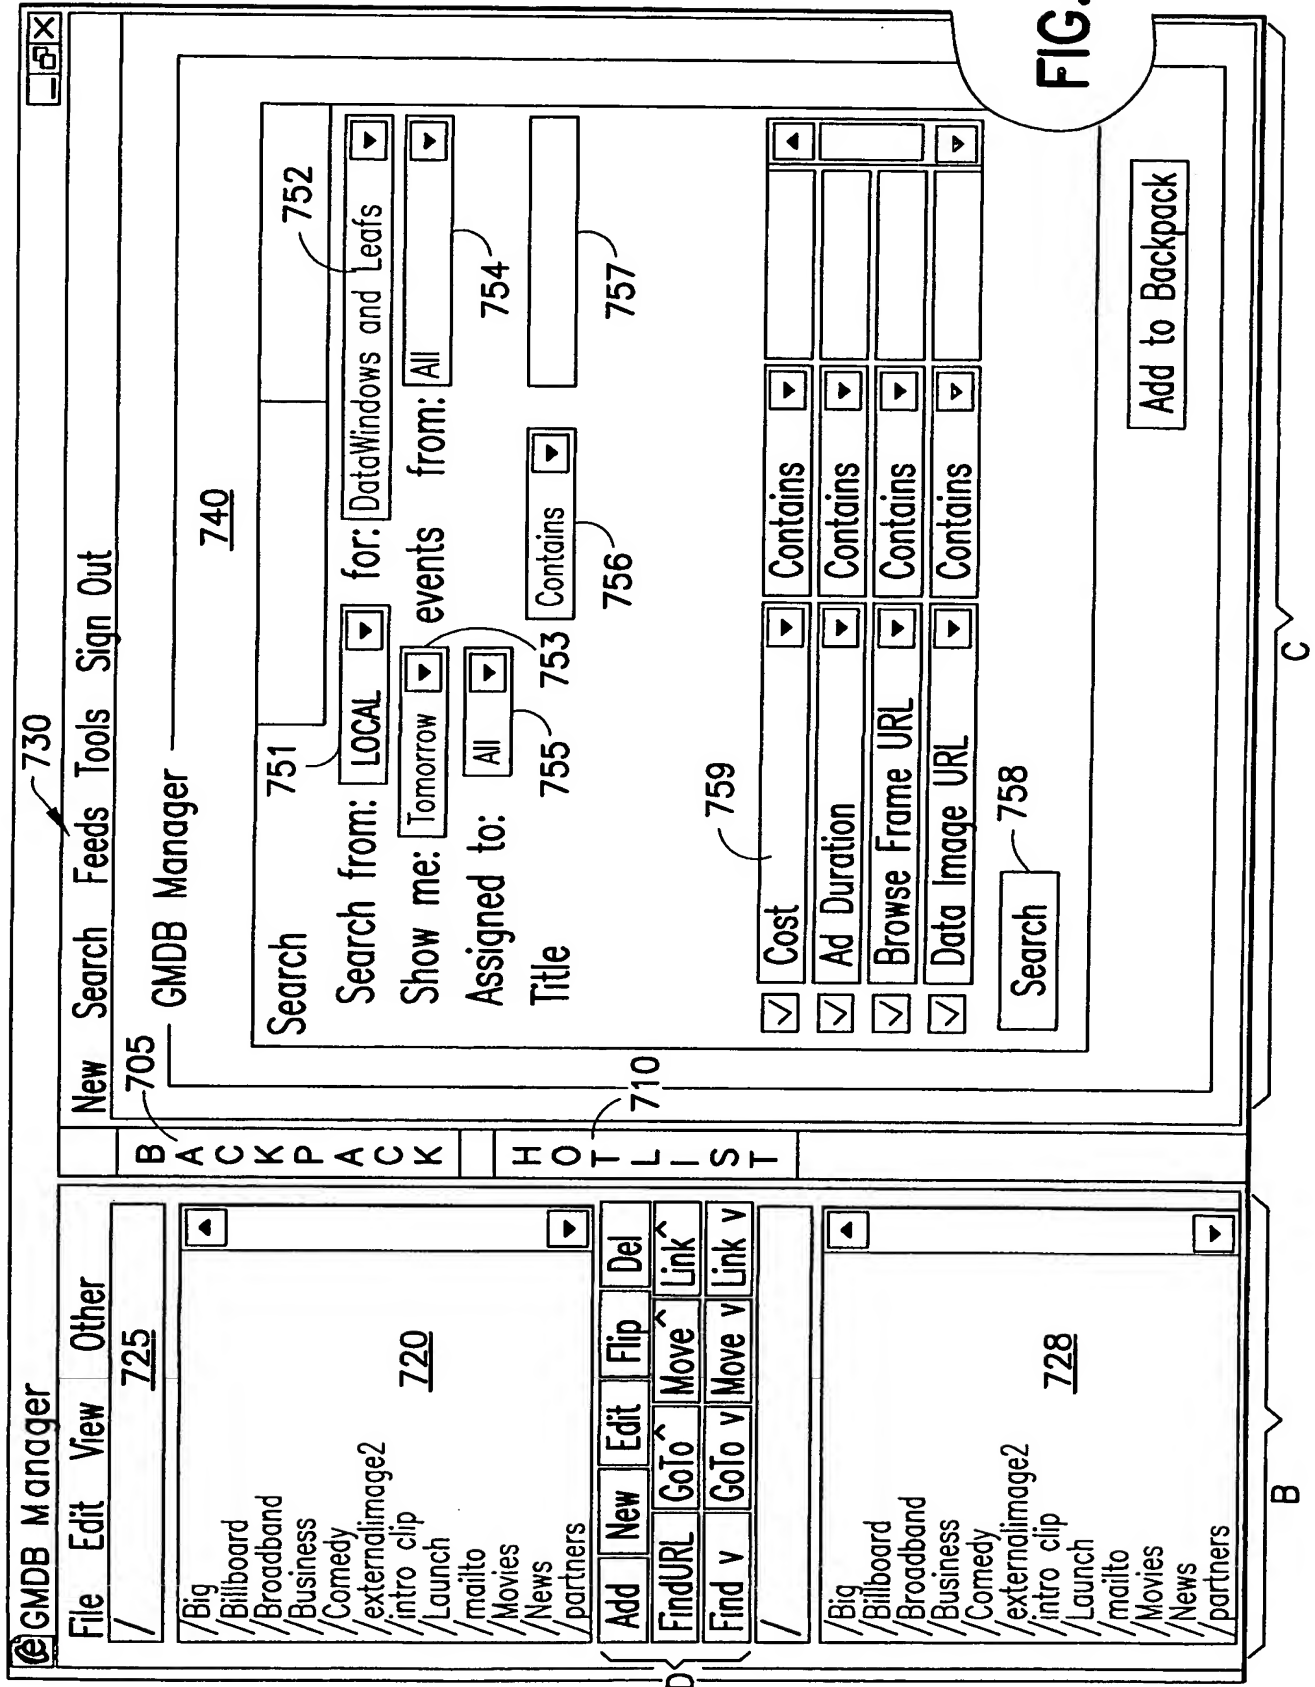 GMDB Manager
File Edit View Other
/
725
/Big
/Billboard
/Broadband
/Business
/Comedy
/externalimage2
/intro clip
/Launch
/mailto
/Movies
/News
/partners
720
Add New Edit Flip Del
FindURL GoTo^ Move^ Link^
Find v GoTo v Move v Link v
D
/
/Big
/Billboard
/Broadband
/Business
/Comedy
/externalimage2
/intro clip
/Launch
/mailto
/Movies
/News
/partners
728
B
BACKPACK
705
HOTLIST
710
730
New Search Feeds Tools Sign Out
GMDB Manager
740
Search
751
752
Search from: LOCAL for: DataWindows and Leafs
Show me: Tomorrow events from: All
753
754
Assigned to: All
755
Title Contains
756
757
759
Cost Contains
Ad Duration Contains
Browse Frame URL Contains
Data Image URL Contains
Search
758
Add to Backpack
C
FIG.